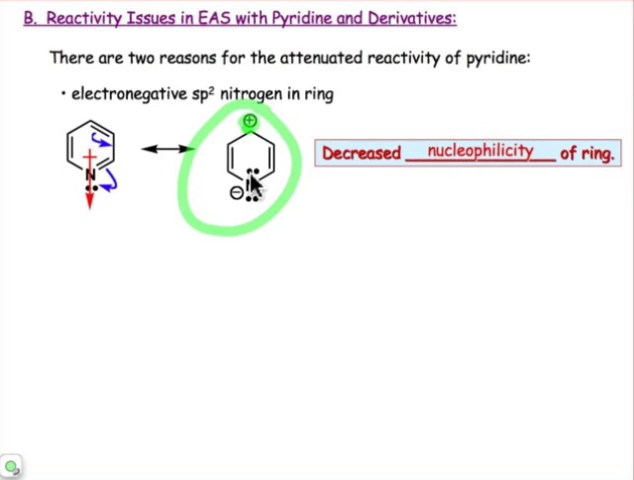 B. Reactivity Issues in EAS with Pyridine and Derivatives:
There are two reasons for the attenuated reactivity of pyridine:
• electronegative sp² nitrogen in ring
Decreased nucleophilicity of ring.
⊕
N
⊖